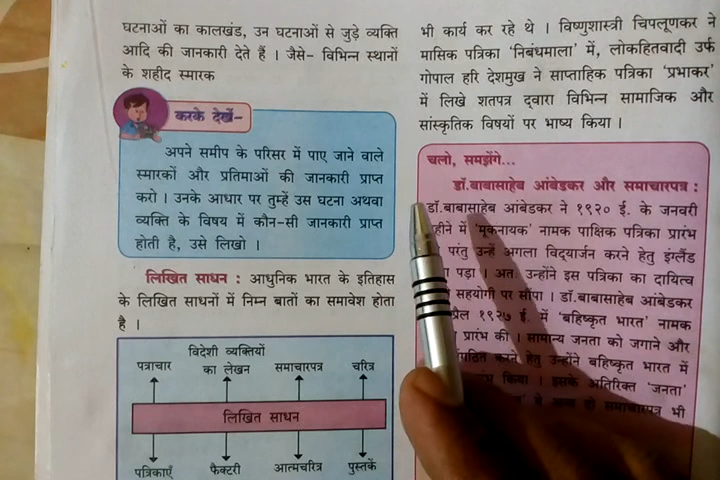 घटनाओं का कालखंड, उन घटनाओं से जुड़े व्यक्ति
आदि की जानकारी देते हैं । जैसे- विभिन्न स्थानों
के शहीद स्मारक
करके देखें-
अपने समीप के परिसर में पाए जाने वाले
स्मारकों और प्रतिमाओं की जानकारी प्राप्त
करो । उनके आधार पर तुम्हें उस घटना अथवा
व्यक्ति के विषय में कौन-सी जानकारी प्राप्त
होती है, उसे लिखो ।
लिखित साधन : आधुनिक भारत के इतिहास
के लिखित साधनों में निम्न बातों का समावेश होता
है ।
पत्राचार
विदेशी व्यक्तियों
का लेखन
समाचारपत्र
चरित्र
लिखित साधन
पत्रिकाएँ
फैक्टरी
आत्मचरित्र
पुस्तकें
भी कार्य कर रहे थे । विष्णुशास्त्री चिपलूणकर ने
मासिक पत्रिका ‘निबंधमाला’ में, लोकहितवादी उर्फ
गोपाल हरि देशमुख ने साप्ताहिक पत्रिका ‘प्रभाकर’
में लिखे शतपत्र द्वारा विभिन्न सामाजिक और
सांस्कृतिक विषयों पर भाष्य किया ।
चलो, समझेंगे...
डॉ.बाबासाहेब आंबेडकर और समाचारपत्र :
डॉ.बाबासाहेब आंबेडकर ने १९२० ई. के जनवरी
में ‘मूकनायक’ नामक पाक्षिक पत्रिका प्रारंभ
परंतु उन्हें अगला विद्यार्जन करने हेतु इंग्लैंड
पड़ा । अतः उन्होंने इस पत्रिका का दायित्व
सहयोगी पर सौंपा । डॉ.बाबासाहेब आंबेडकर
१९२७ ई. में ‘बहिष्कृत भारत’ नामक
प्रारंभ की । सामान्य जनता को जगाने और
करने हेतु उन्होंने बहिष्कृत भारत में
किया । इसके अतिरिक्त ‘जनता’
समाचारपत्र भी